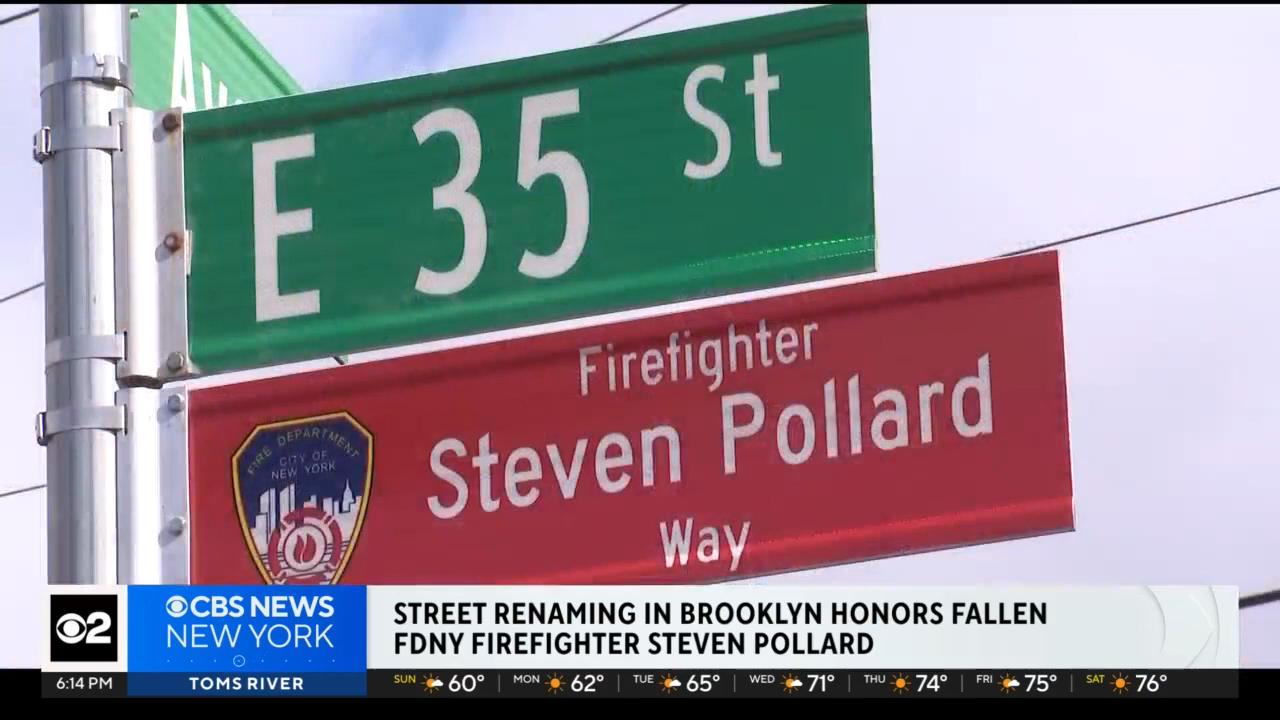 Av
E 35 St
Firefighter
Steven Pollard
Way
FIRE DEPARTMENT
CITY OF
NEW YORK
2
CBS NEWS
NEW YORK
STREET RENAMING IN BROOKLYN HONORS FALLEN
FDNY FIREFIGHTER STEVEN POLLARD
6:14 PM
TOMS RIVER
SUN 60° MON 62° TUE 65° WED 71° THU 74° FRI 75° SAT 76°